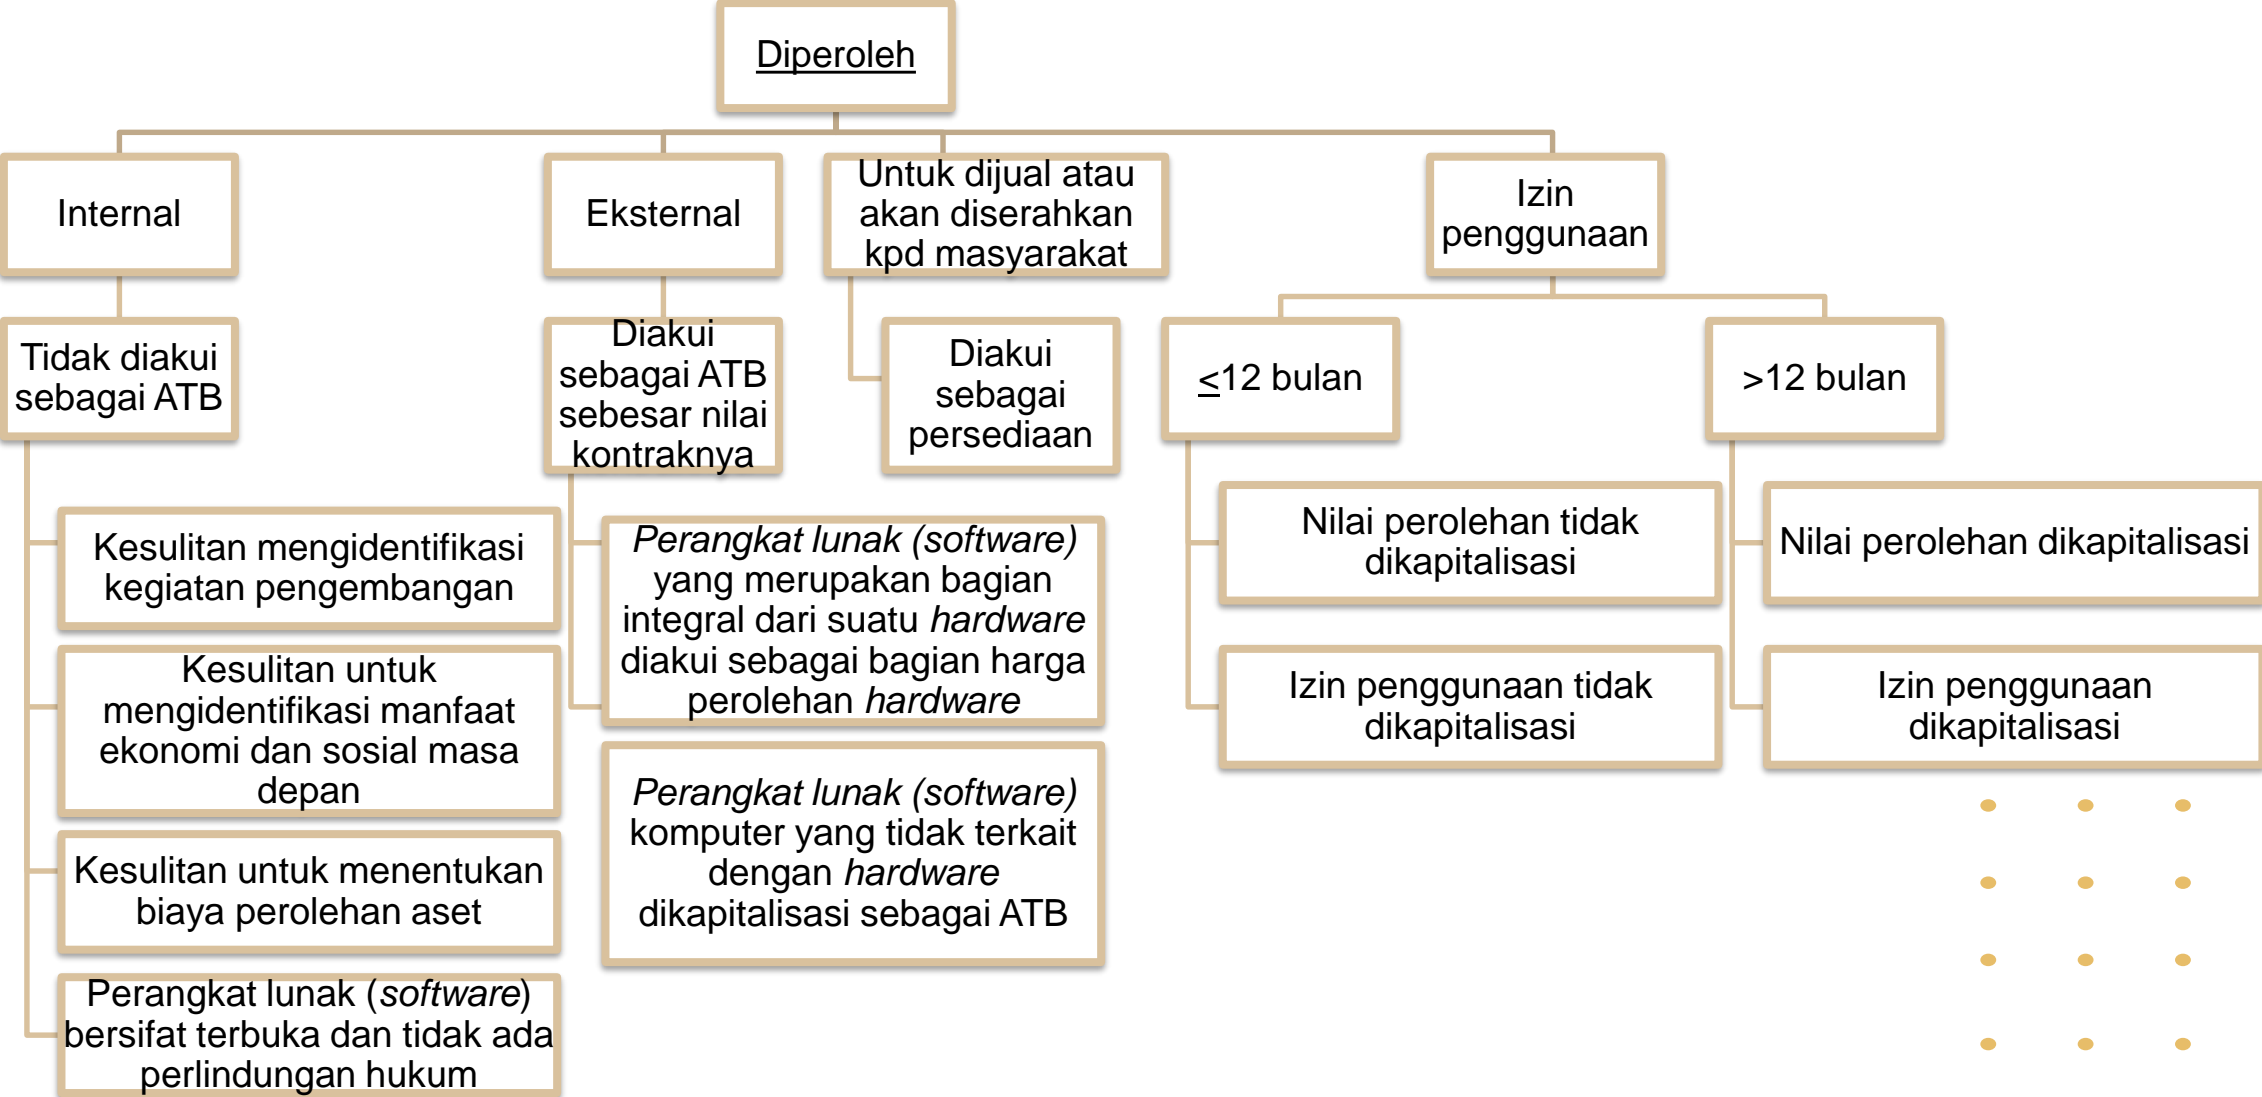 Diperoleh
Internal
Tidak diakui
sebagai ATB
Kesulitan mengidentifikasi
kegiatan pengembangan
Kesulitan untuk
mengidentifikasi manfaat
ekonomi dan sosial masa
depan
Kesulitan untuk menentukan
biaya perolehan aset
Perangkat lunak (software)
bersifat terbuka dan tidak ada
perlindungan hukum
Eksternal
Diakui
sebagai ATB
sebesar nilai
kontraknya
Perangkat lunak (software)
yang merupakan bagian
integral dari suatu hardware
diakui sebagai bagian harga
perolehan hardware
Perangkat lunak (software)
komputer yang tidak terkait
dengan hardware
dikapitalisasi sebagai ATB
Untuk dijual atau
akan diserahkan
kpd masyarakat
Diakui
sebagai
persediaan
Izin
penggunaan
≤12 bulan
Nilai perolehan tidak
dikapitalisasi
Izin penggunaan tidak
dikapitalisasi
>12 bulan
Nilai perolehan dikapitalisasi
Izin penggunaan
dikapitalisasi